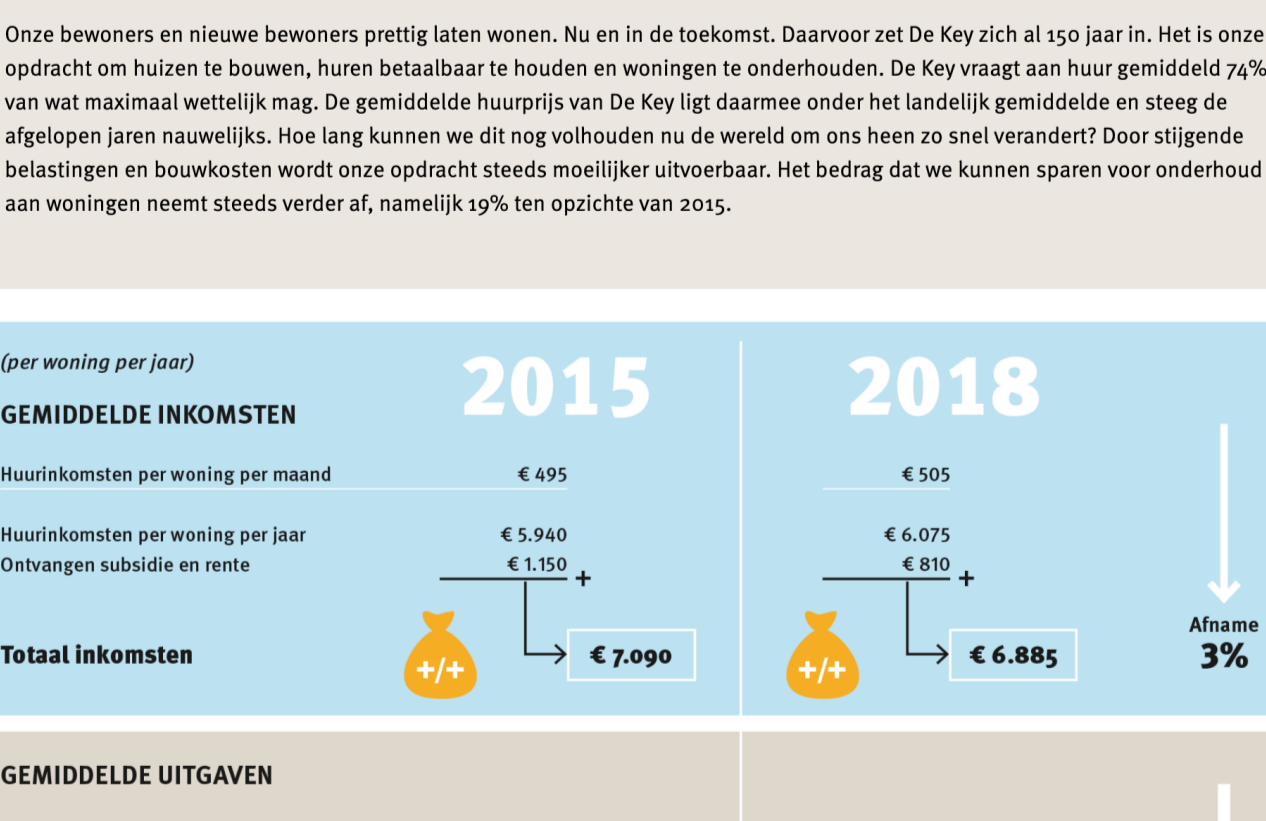 Onze bewoners en nieuwe bewoners prettig laten wonen. Nu en in de toekomst. Daarvoor zet De Key zich al 150 jaar in. Het is onze
opdracht om huizen te bouwen, huren betaalbaar te houden en woningen te onderhouden. De Key vraagt aan huur gemiddeld 74%
van wat maximaal wettelijk mag. De gemiddelde huurprijs van De Key ligt daarmee onder het landelijk gemiddelde en steeg de
afgelopen jaren nauwelijks. Hoe lang kunnen we dit nog volhouden nu de wereld om ons heen zo snel verandert? Door stijgende
belastingen en bouwkosten wordt onze opdracht steeds moeilijker uitvoerbaar. Het bedrag dat we kunnen sparen voor onderhoud
aan woningen neemt steeds verder af, namelijk 19% ten opzichte van 2015.
(per woning per jaar)
2015 2018
GEMIDDELDE INKOMSTEN
Huurinkomsten per woning per maand € 495 € 505
Huurinkomsten per woning per jaar € 5.940 € 6.075
Ontvangen subsidie en rente € 1.150 + € 810 +
Afname
Totaal inkomsten +/+ € 7.090 +/+ € 6.885 3%
GEMIDDELDE UITGAVEN